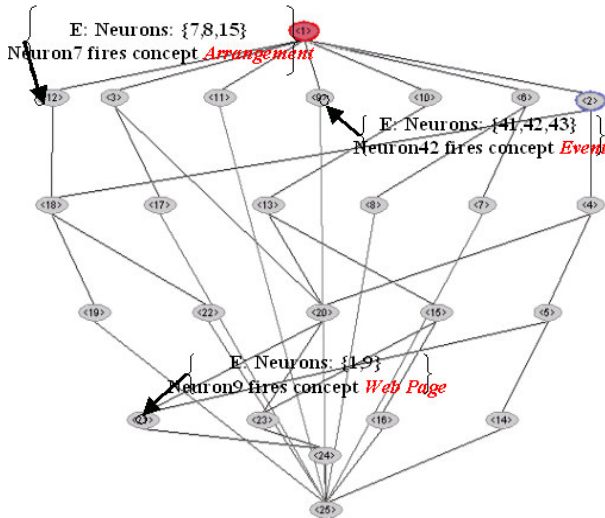 <1>
E: Neurons: {7,8,15}
Neuron7 fires concept Arrangement
<12> <3> <11> <9> <10> <6> <2>
E: Neurons: {41,42,43}
Neuron42 fires concept Event
<18> <17> <13> <8> <7> <4>
<19> <22> <20> <15> <5>
E: Neurons: {1,9}
Neuron9 fires concept Web Page
<21> <23> <16> <14>
<24>
<25>